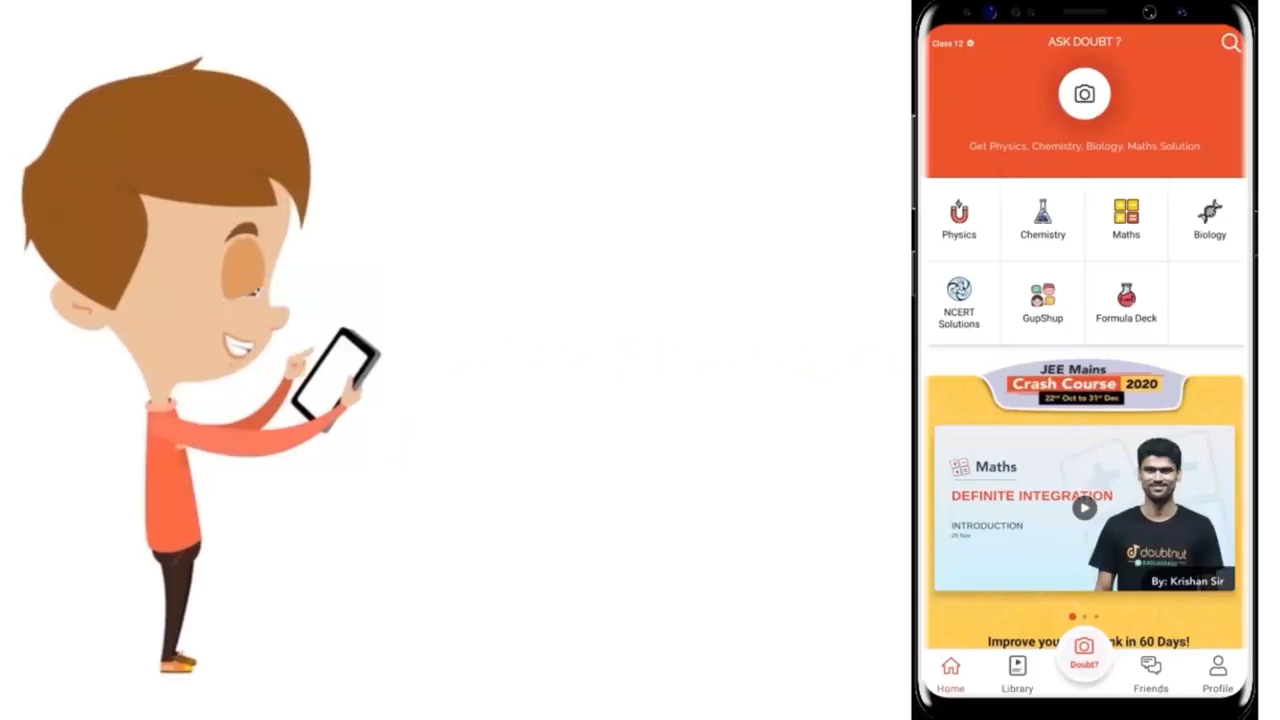 Class 12
ASK DOUBT ?
Get Physics, Chemistry, Biology, Maths Solution
Physics
Chemistry
Maths
Biology
NCERT
Solutions
GupShup
Formula Deck
JEE Mains
Crash Course 2020
22nd Oct to 31st Dec
Maths
DEFINITE INTEGRATION
INTRODUCTION
25 Nov
doubtnut
By: Krishan Sir
in 60 Days!
Doubt?
Home
Library
Friends
Profile